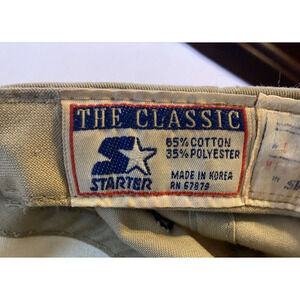 THE CLASSIC
65% COTTON
35% POLYESTER
STARTER
MADE IN KOREA
RN 67879